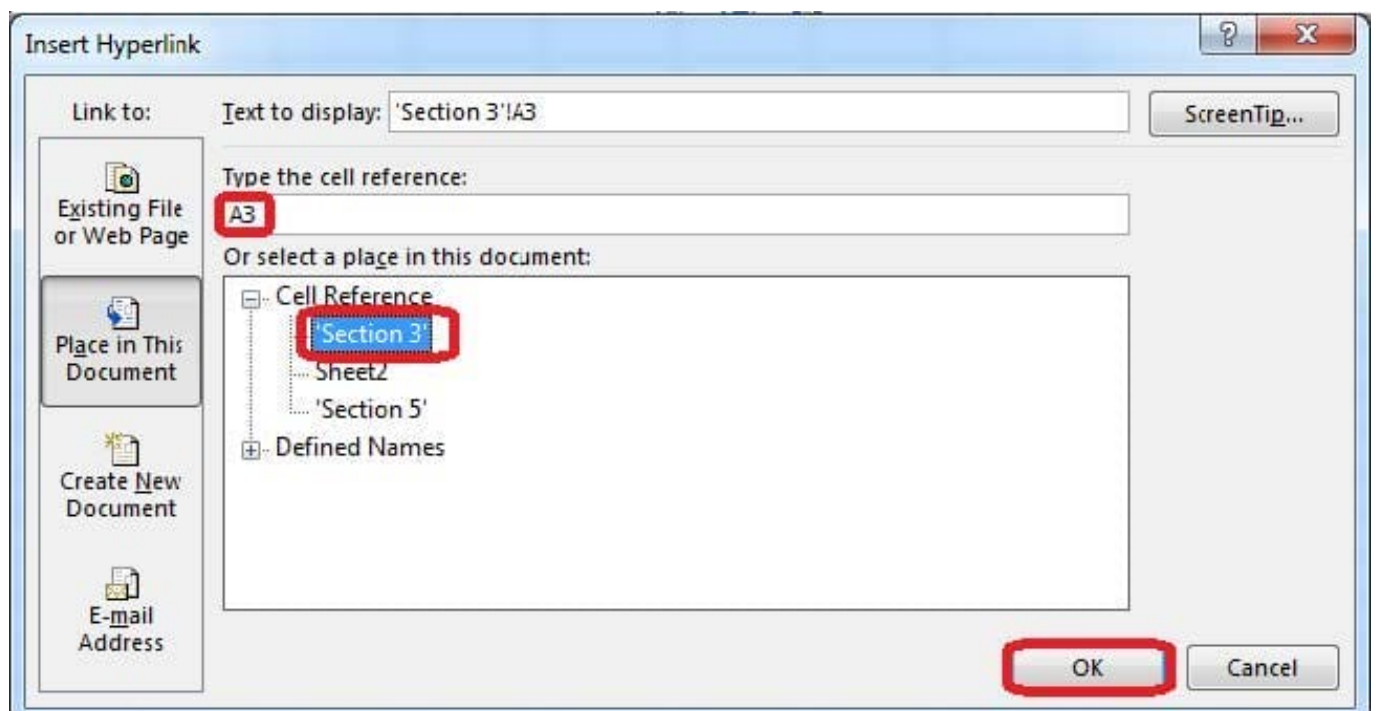 Insert Hyperlink
Link to:
Text to display: 'Section 3'!A3
ScreenTip...
Type the cell reference:
A3
Or select a place in this document:
Existing File
or Web Page
Place in This
Document
Create New
Document
E-mail
Address
Cell Reference
'Section 3'
Sheet2
'Section 5'
Defined Names
OK
Cancel